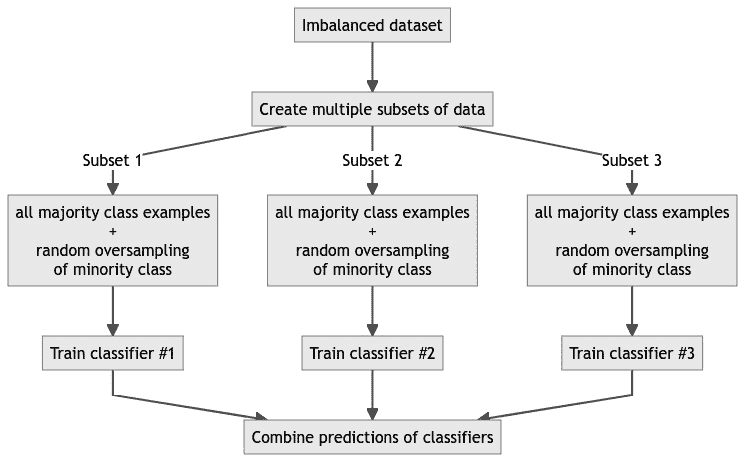 Imbalanced dataset
Create multiple subsets of data
Subset 1
Subset 2
Subset 3
all majority class examples
+
random oversampling
of minority class
all majority class examples
+
random oversampling
of minority class
all majority class examples
+
random oversampling
of minority class
Train classifier #1
Train classifier #2
Train classifier #3
Combine predictions of classifiers